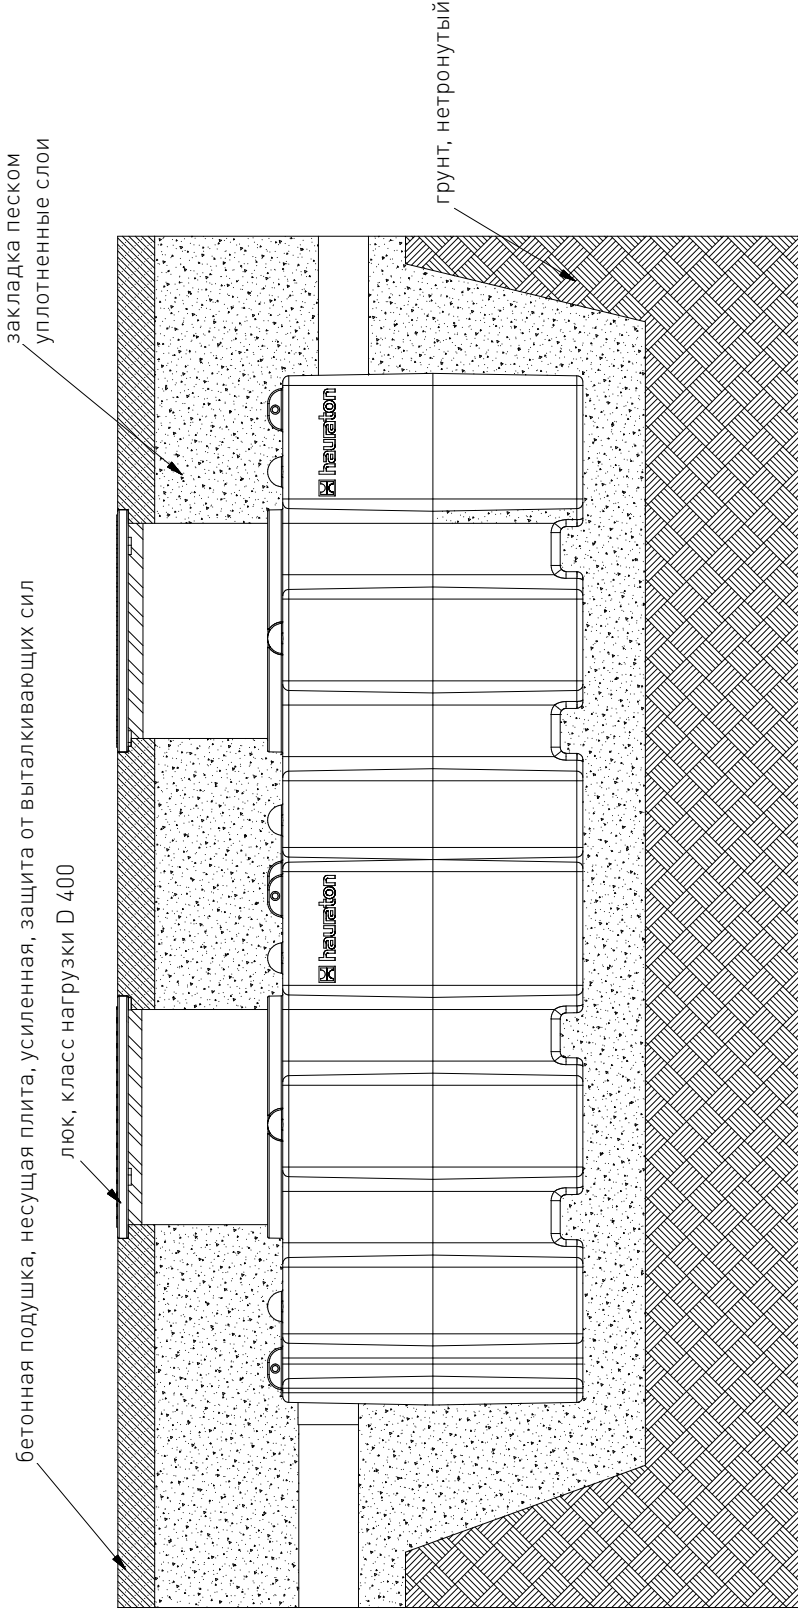 закладка песком
уплотненные слои
грунт, нетронутый
бетонная подушка, несущая плита, усиленная, защита от выталкивающих сил
люк, класс нагрузки D 400
hauraton
hauraton